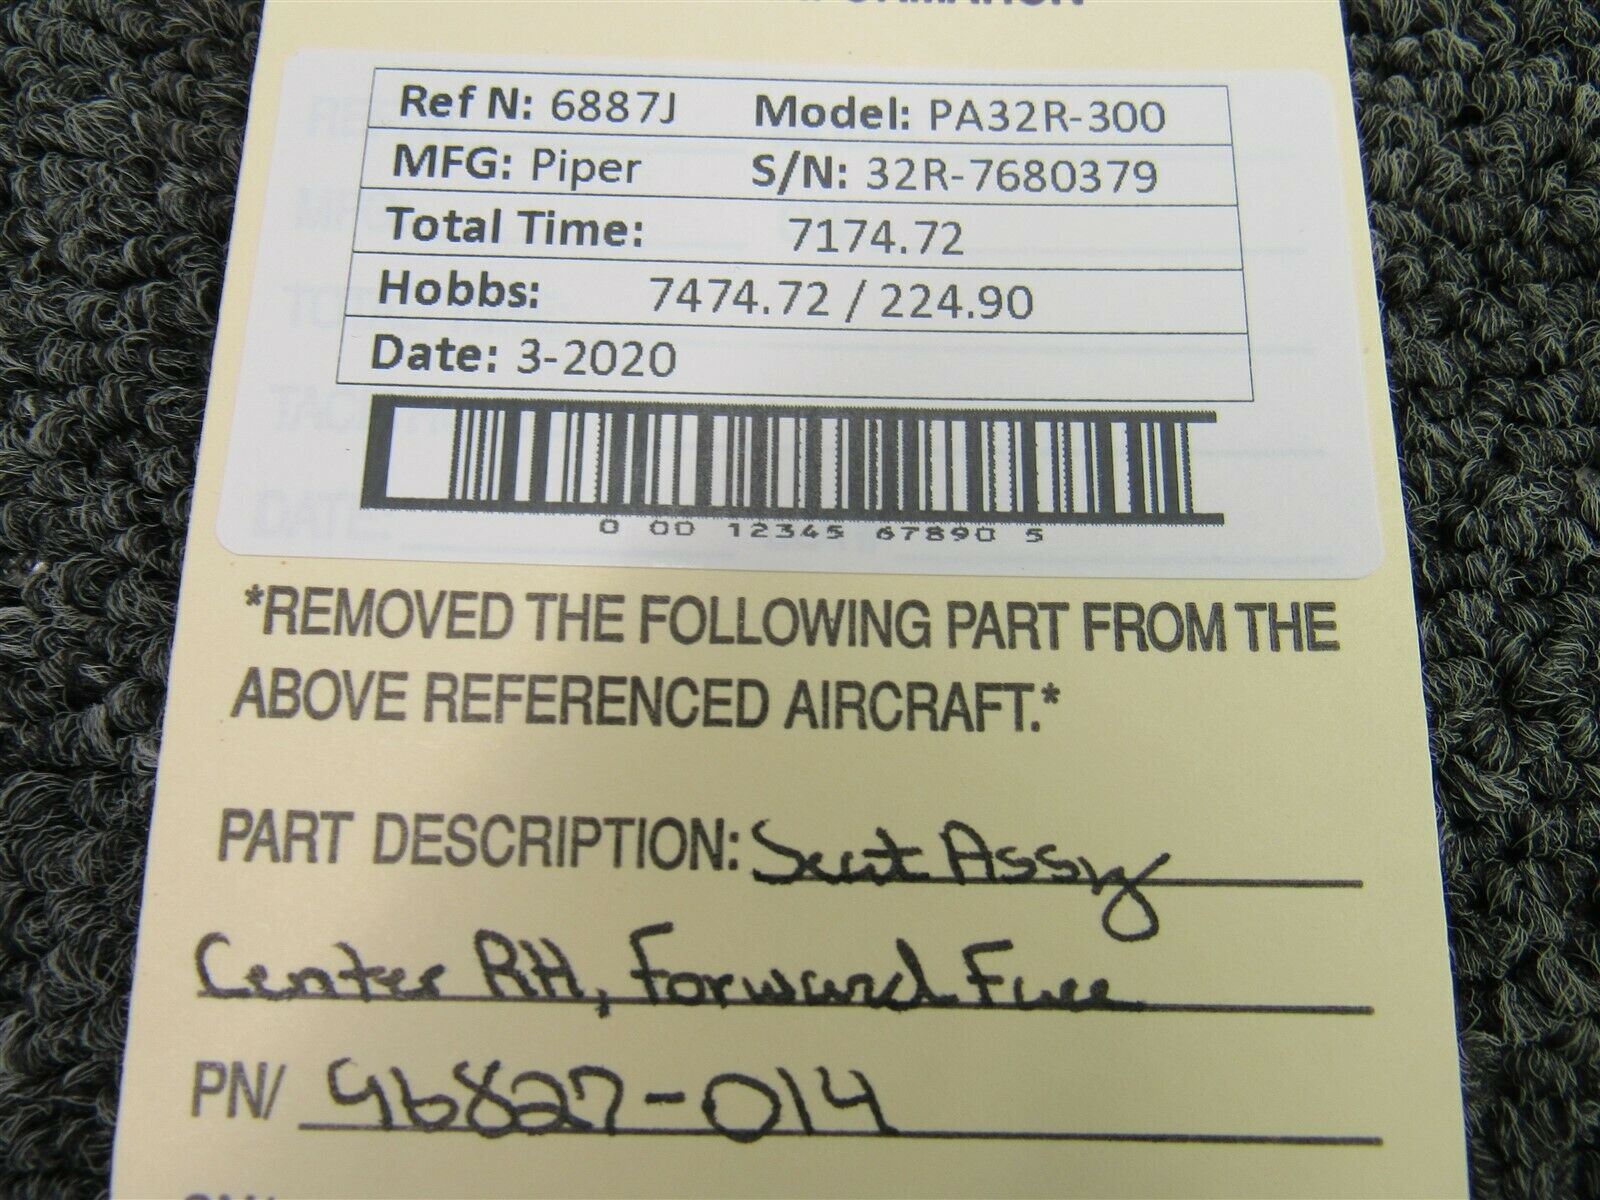 Ref N: 6887J Model: PA32R-300
MFG: Piper S/N: 32R-7680379
Total Time: 7174.72
Hobbs: 7474.72 / 224.90
Date: 3-2020
0 00 12345 67890 5
*REMOVED THE FOLLOWING PART FROM THE
ABOVE REFERENCED AIRCRAFT.*
PART DESCRIPTION: Seat Assy
Center RH, Forward Face
PN/ 96827-014